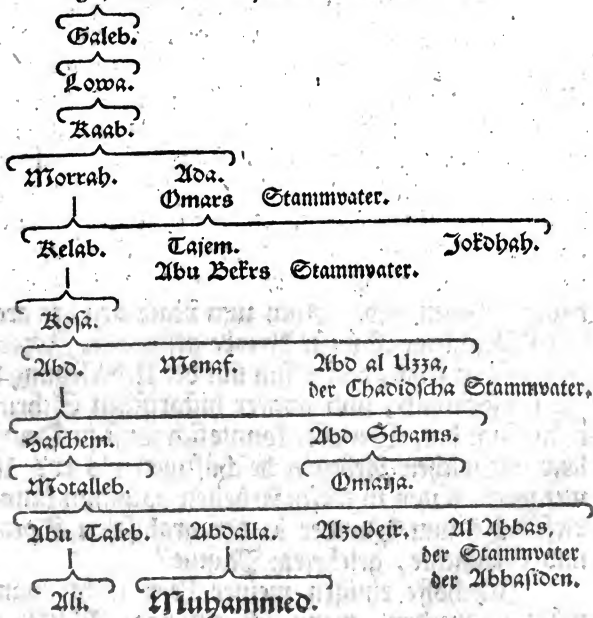 Galeb.
Lowa.
Kaab.
Morrah. Ada.
Omars Stammvater.
Kelab. Tajem. Jokdhah.
Abu Bekrs Stammvater.
Kosa.
Abd. Menaf. Abd al Uzza,
der Chadidscha Stammvater.
Haschem. Abd Schams.
Motalleb. Omaija.
Abu Taleb. Abdalla. Alzobeir. Al Abbas,
der Stammvater
der Abbasiden.
Ali. Muhammed.